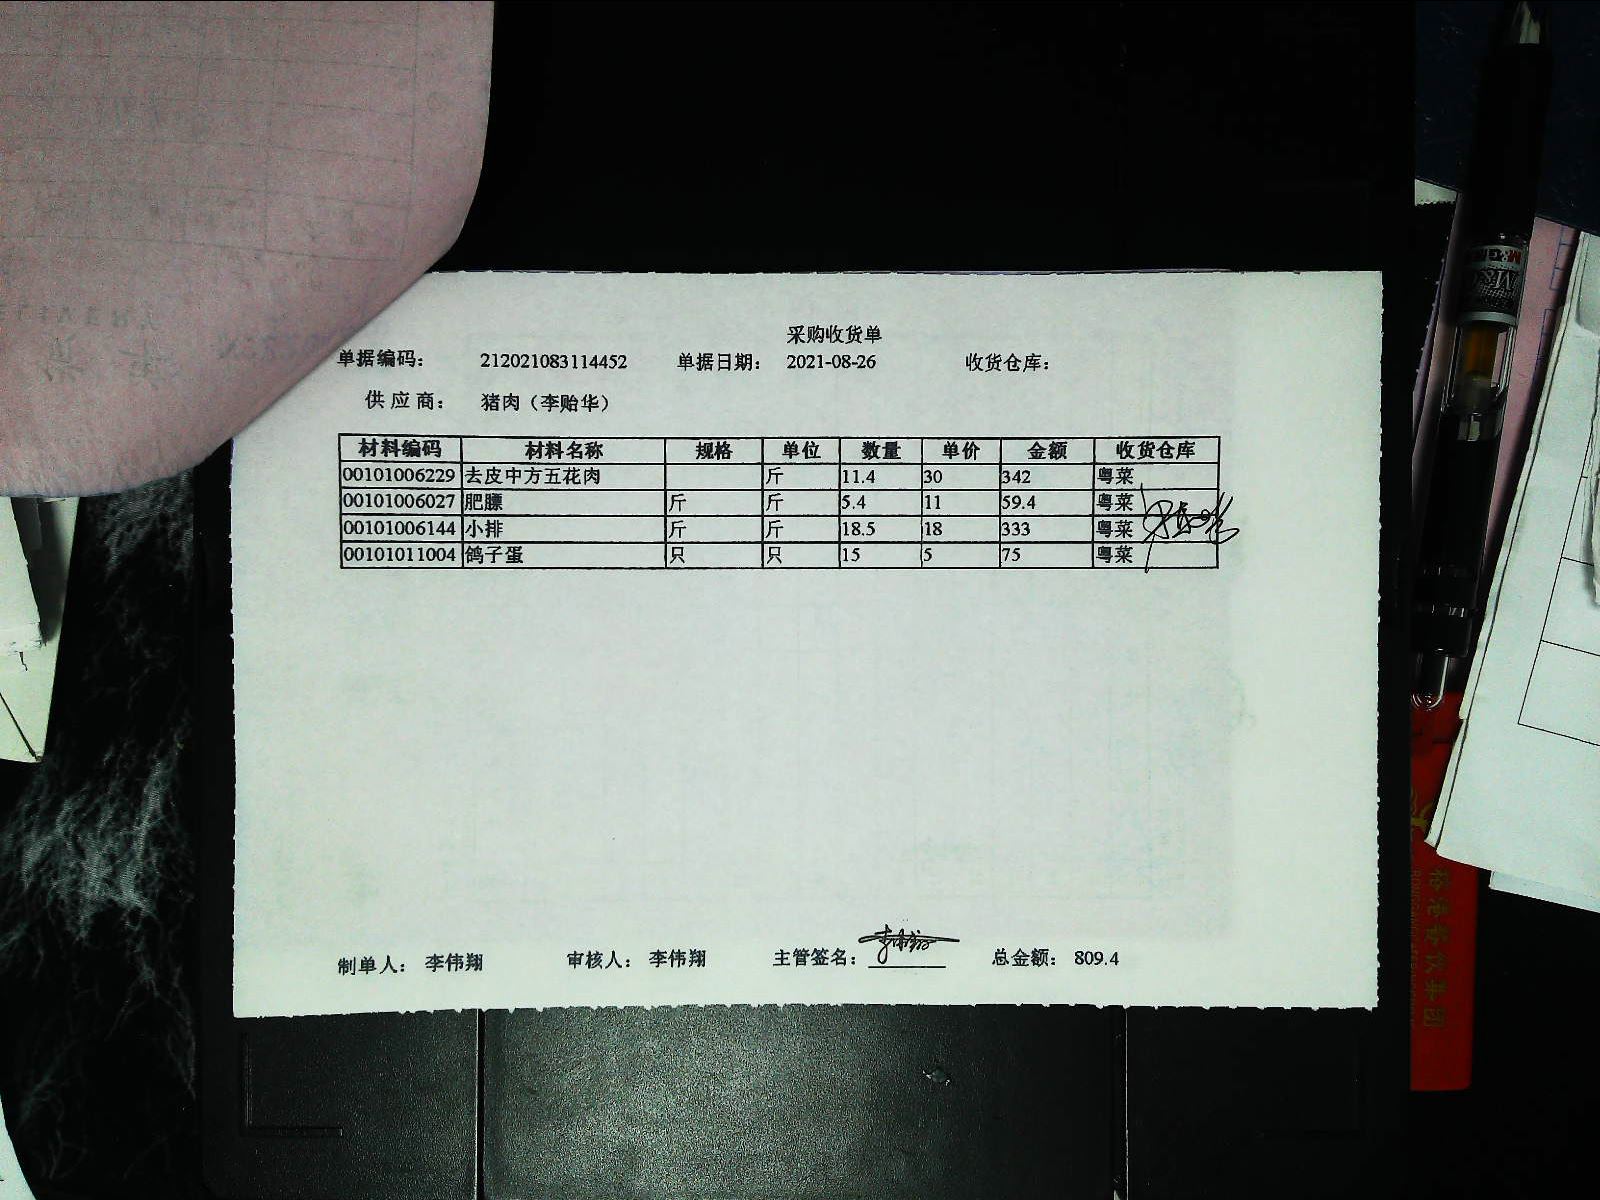 采购收货单
单据编码： 212021083114452 单据日期： 2021-08-26 收货仓库：
供应商： 猪肉（李贻华）
材料编码 材料名称 规格 单位 数量 单价 金额 收货仓库
00101006229 去皮中方五花肉 斤 11.4 30 342 粤菜
00101006027 肥膘 斤 斤 5.4 11 59.4 粤菜
00101006144 小排 斤 斤 18.5 18 333 粤菜
00101011004 鸽子蛋 只 只 15 5 75 粤菜
制单人： 李伟翔 审核人： 李伟翔 主管签名： 李伟翔 总金额： 809.4